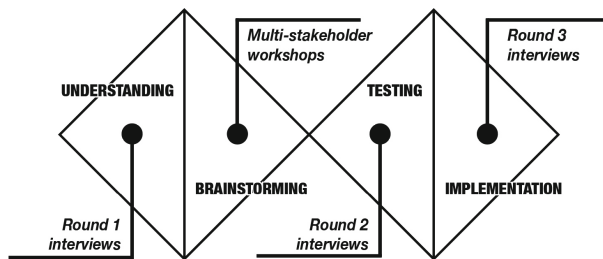 Multi-stakeholder
workshops
Round 3
interviews
UNDERSTANDING
TESTING
BRAINSTORMING
IMPLEMENTATION
Round 1
interviews
Round 2
interviews